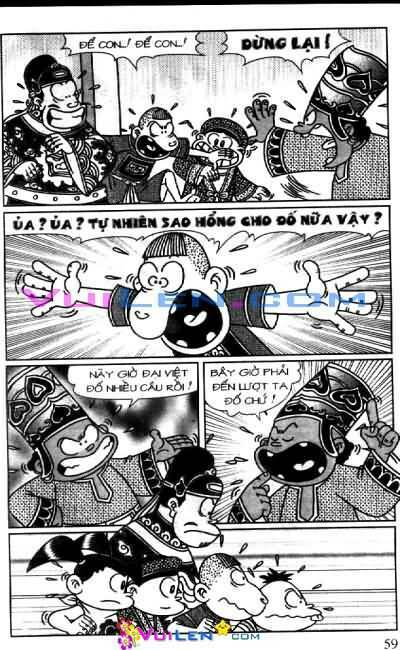 ĐỂ CON..! ĐỂ CON..!
DỪNG LẠI!
ỦA? ỦA? TỰ NHIÊN SAO HỔNG CHO ĐỐ NỮA VẬY?
VUILEN.COM
NÃY GIỜ ĐẠI VIỆT
ĐỐ NHIỀU CÂU RỒI!
BÂY GIỜ PHẢI
ĐẾN LƯỢT TA
ĐỐ CHỨ!
VUILEN
59